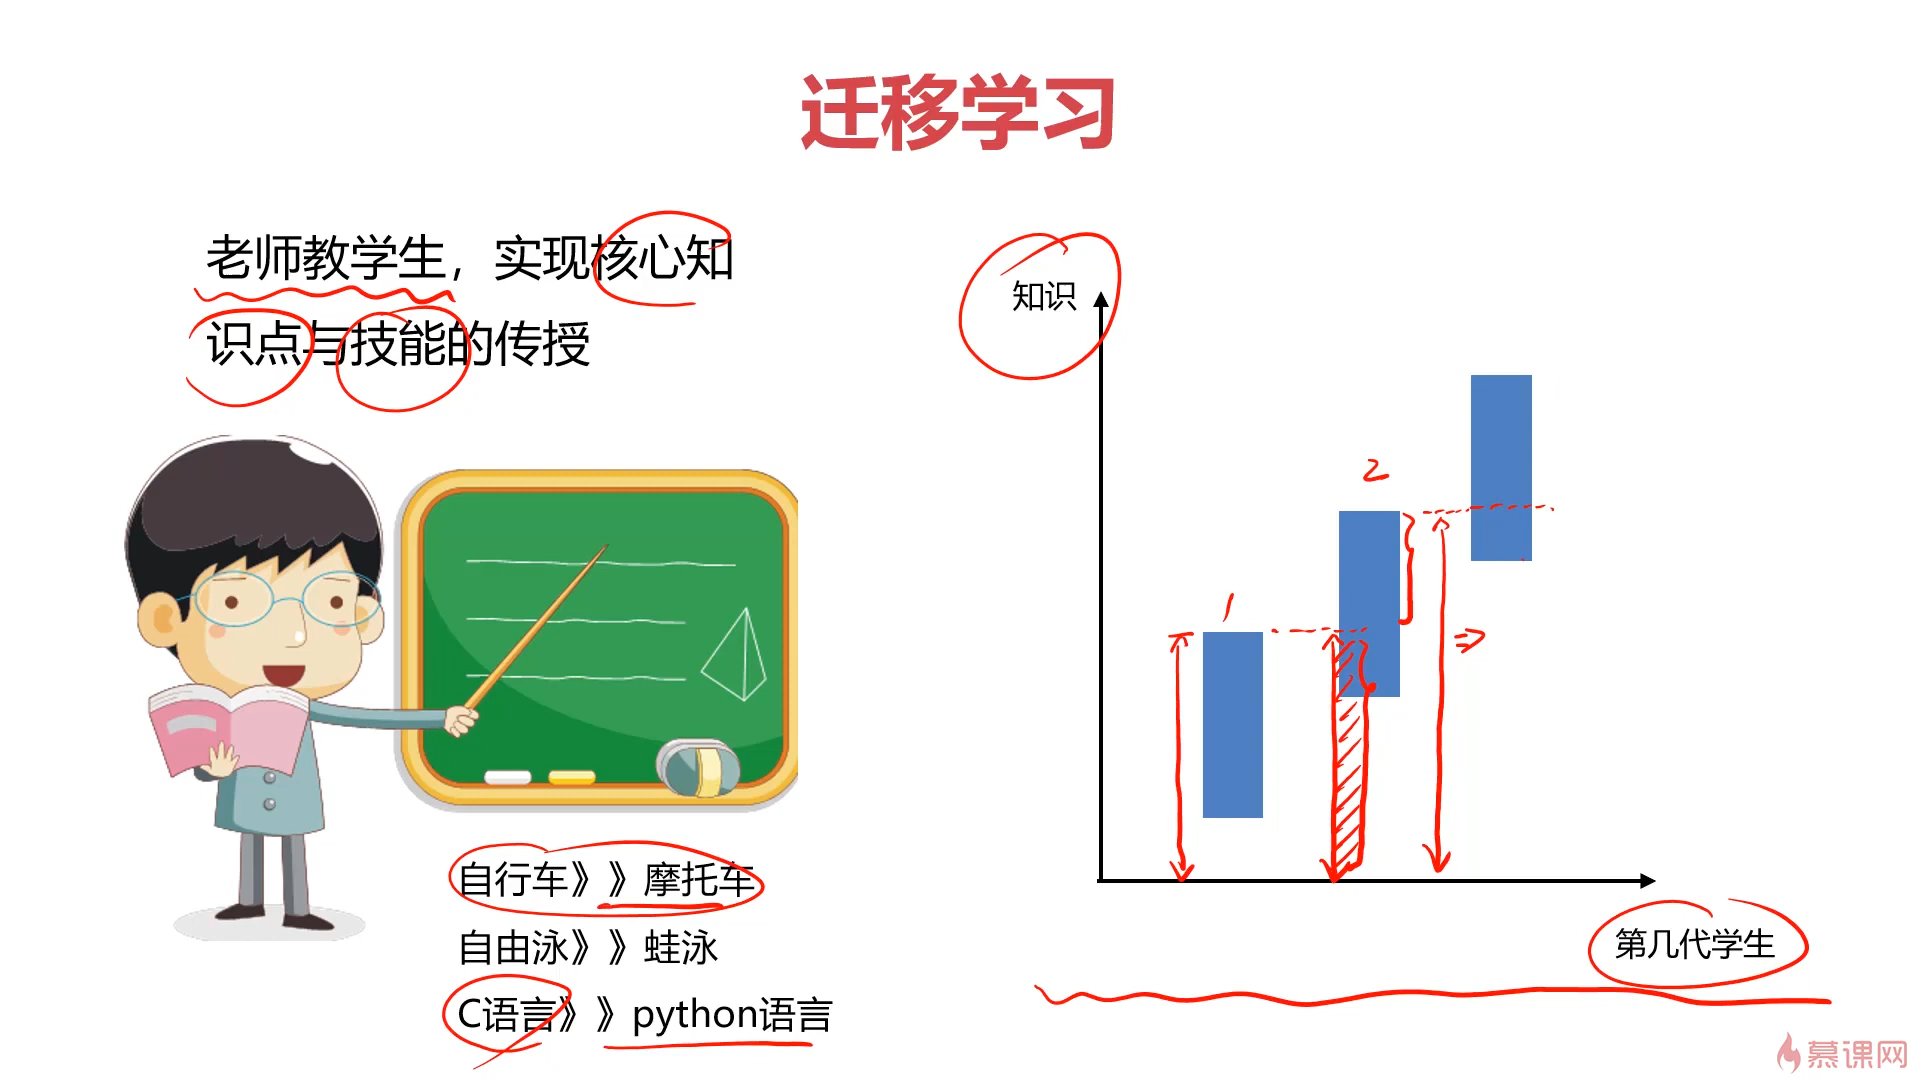 迁移学习
老师教学生，实现核心知
识点与技能的传授
知识
2
1
第几代学生
自行车》》摩托车
自由泳》》蛙泳
C语言》》python语言
慕课网